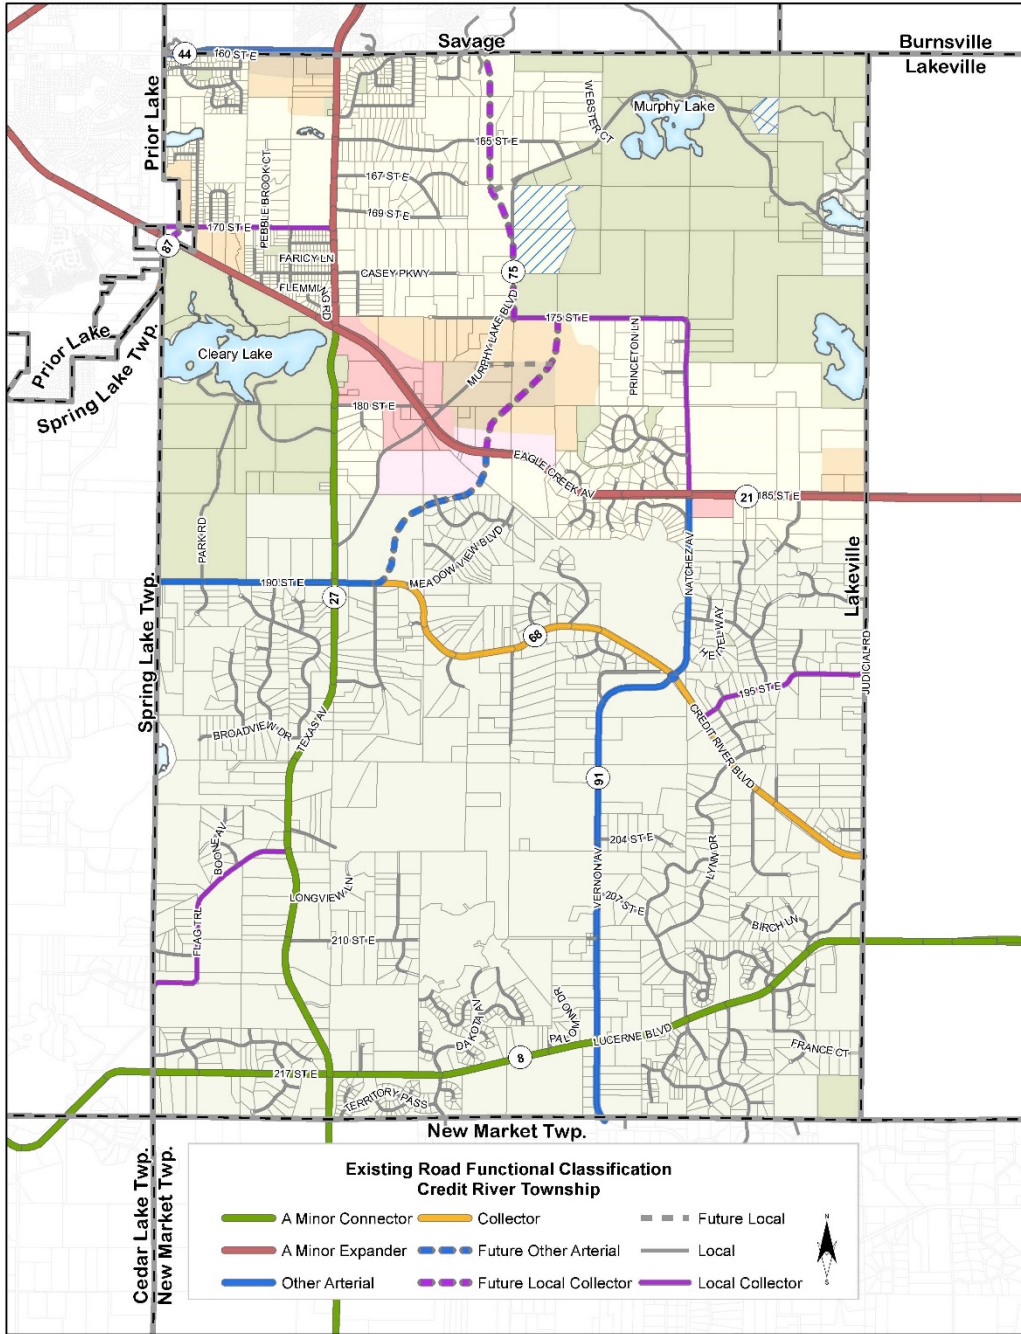 Savage
Burnsville
Lakeville
44
160 ST E
Prior Lake
WEBSTER CT
Murphy Lake
165 ST E
PEBBLE BROOK CT
167 ST E
169 ST E
170 ST E
87
FARICY LN
CASEY PKWY
75
FLEMMING RD
175 ST E
MURPHY LAKE BLVD
PRINCETON LN
Cleary Lake
Prior Lake
Spring Lake Twp.
180 ST E
EAGLE CREEK AV
21
185 ST E
PARK RD
MEADOW VIEW BLVD
NATCHEZ AV
Lakeville
190 ST E
27
68
JUDICIAL RD
Spring Lake Twp.
195 ST E
BROADVIEW DR
TEXAS AV
CREDIT RIVER BLVD
91
BOONE AV
204 ST E
LYNN DR
VERNON AV
LONGVIEW LN
207 ST E
FLAG TRL
BIRCH LN
210 ST E
DAKOTA AV
PALOMINO DR
LUCERNE BLVD
8
FRANCE CT
217 ST E
TERRITORY PASS
New Market Twp.
Cedar Lake Twp.
New Market Twp.
Existing Road Functional Classification
Credit River Township
A Minor Connector
Collector
Future Local
A Minor Expander
Future Other Arterial
Local
Other Arterial
Future Local Collector
Local Collector
N
S